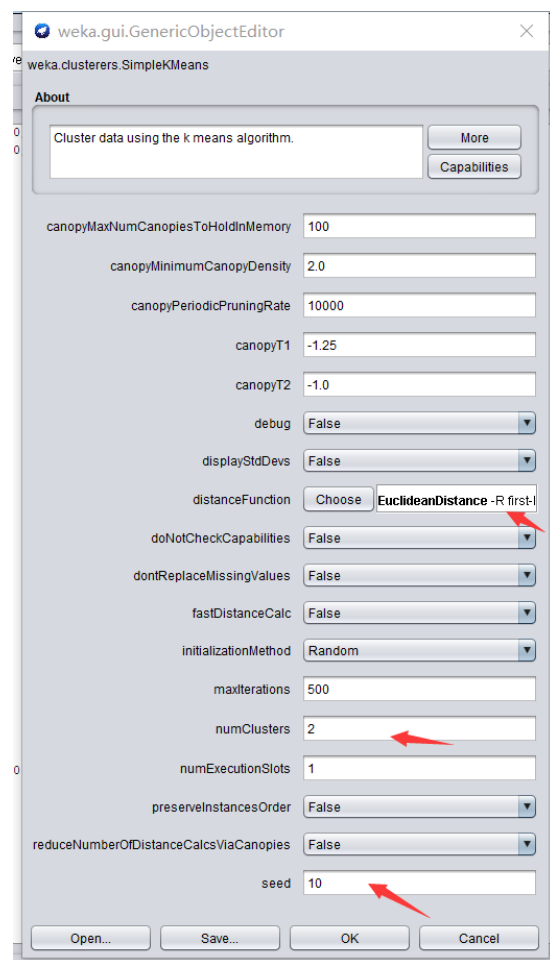 weka.gui.GenericObjectEditor
weka.clusterers.SimpleKMeans
About
Cluster data using the k means algorithm.
More
Capabilities
canopyMaxNumCanopiesToHoldInMemory 100
canopyMinimumCanopyDensity 2.0
canopyPeriodicPruningRate 10000
canopyT1 -1.25
canopyT2 -1.0
debug False
displayStdDevs False
distanceFunction Choose EuclideanDistance -R first-l
doNotCheckCapabilities False
dontReplaceMissingValues False
fastDistanceCalc False
initializationMethod Random
maxIterations 500
numClusters 2
numExecutionSlots 1
preserveInstancesOrder False
reduceNumberOfDistanceCalcsViaCanopies False
seed 10
Open... Save... OK Cancel